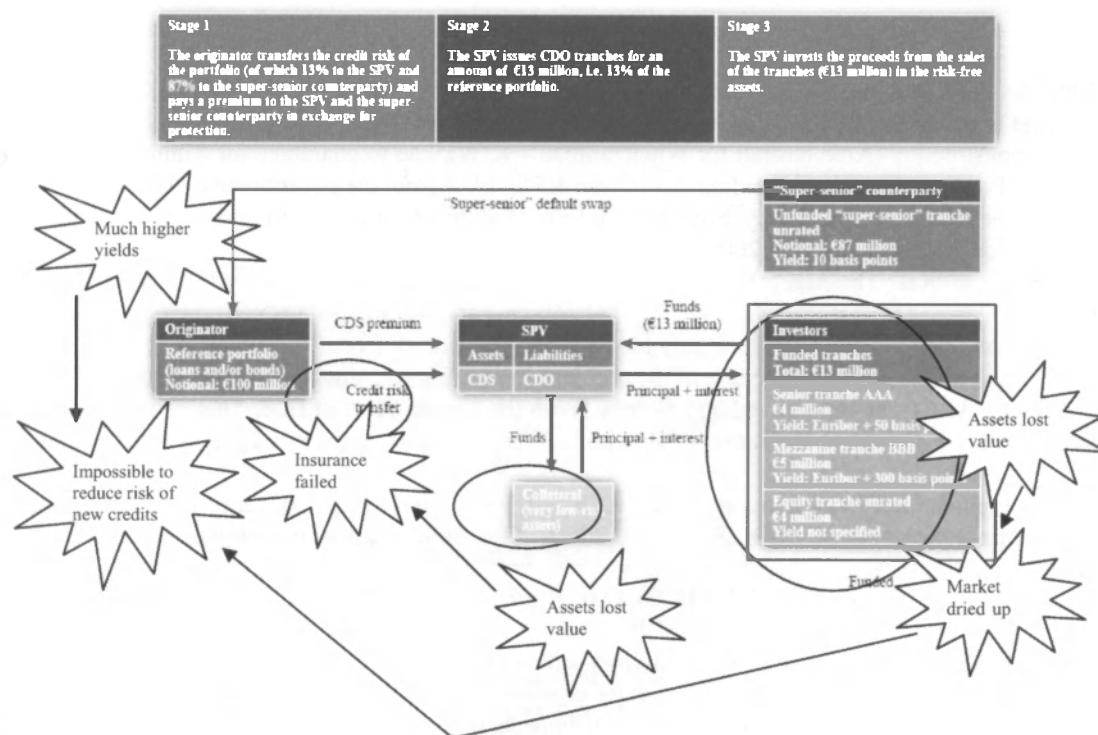 Stage 1
The originator transfers the credit risk of
the portfolio (of which 13% to the SPV and
87% to the super-senior counterparty) and
pays a premium to the SPV and the super-
senior counterparty in exchange for
protection.
Stage 2
The SPV issues CDO tranches for an
amount of €13 million, i.e. 13% of the
reference portfolio.
Stage 3
The SPV invests the proceeds from the sales
of the tranches (€13 million) in the risk-free
assets.
Much higher
yields
"Super-senior" default swap
"Super-senior" counterparty
Unfunded "super-senior" tranche
unrated
Notional: €87 million
Yield: 10 basis points
Originator
Reference portfolio
(loans and/or bonds)
Notional: €100 million
CDS premium
Credit risk
transfer
SPV
Assets
Liabilities
CDS
CDO
Funds
(€13 million)
Principal + interest
Investors
Funded tranches
Total: €13 million
Senior tranche AAA
€4 million
Yield: Euribor + 50 basis
Mezzanine tranche BBB
€5 million
Yield: Euribor + 300 basis points
Equity tranche unrated
€4 million
Yield not specified
Assets lost
value
Impossible to
reduce risk of
new credits
Insurance
failed
Funds
Principal + interest
Collateral
(very low-
assets)
Assets lost
value
Funded
Market
dried up